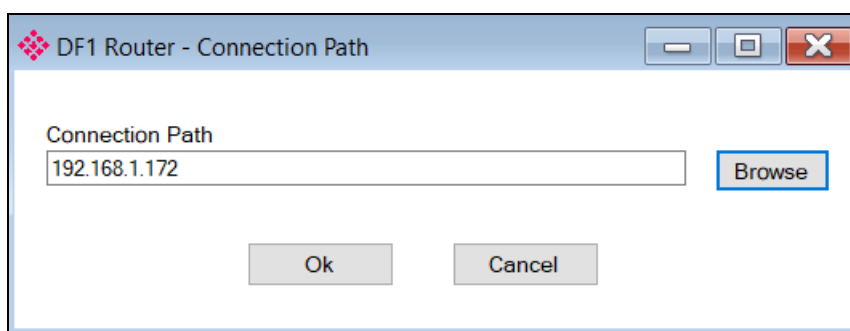 DF1 Router - Connection Path
Connection Path
192.168.1.172
Browse
Ok
Cancel